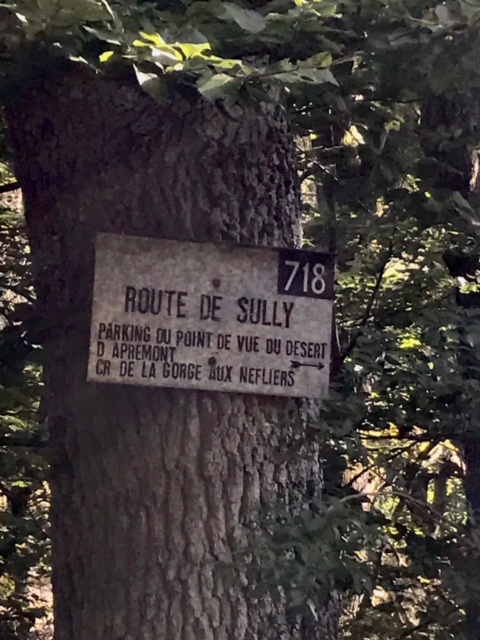 718
ROUTE DE SULLY
PARKING DU POINT DE VUE DU DESERT
D APREMONT
CR DE LA GORGE AUX NEFLIERS